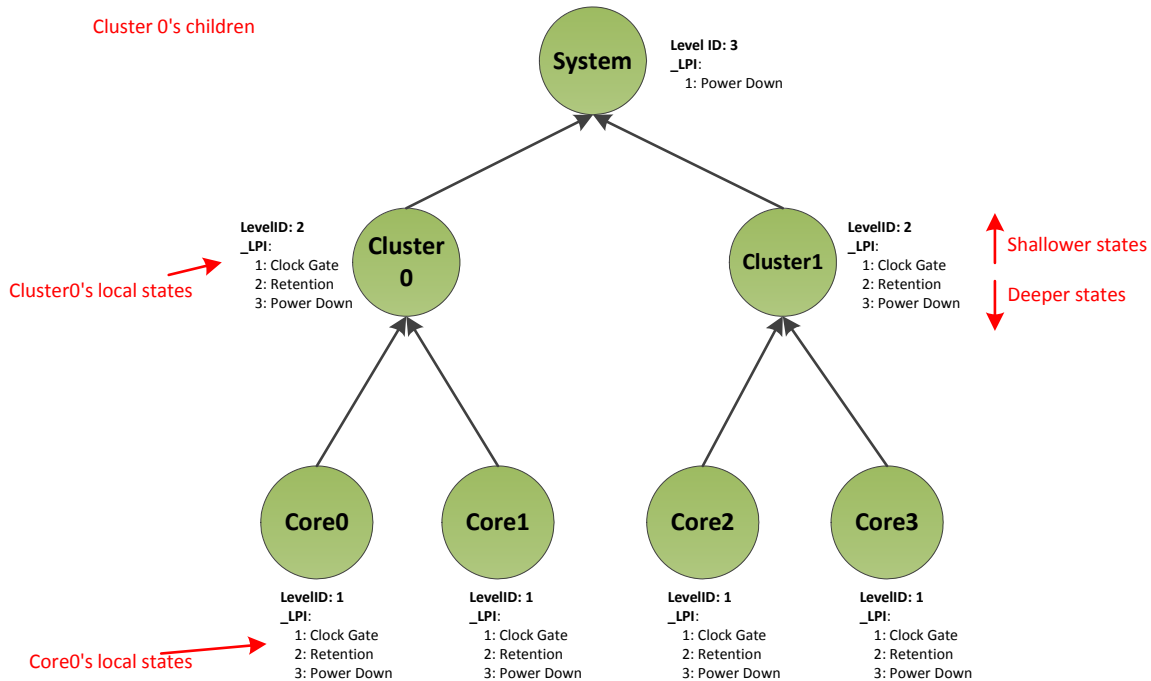 Cluster 0's children
System
Level ID: 3
_LPI:
1: Power Down
LevelID: 2
_LPI:
1: Clock Gate
2: Retention
3: Power Down
Cluster
0
Cluster1
LevelID: 2
_LPI:
1: Clock Gate
2: Retention
3: Power Down
Shallower states
Deeper states
Cluster0's local states
Core0
Core1
Core2
Core3
LevelID: 1
_LPI:
1: Clock Gate
2: Retention
3: Power Down
LevelID: 1
_LPI:
1: Clock Gate
2: Retention
3: Power Down
LevelID: 1
_LPI:
1: Clock Gate
2: Retention
3: Power Down
LevelID: 1
_LPI:
1: Clock Gate
2: Retention
3: Power Down
Core0's local states